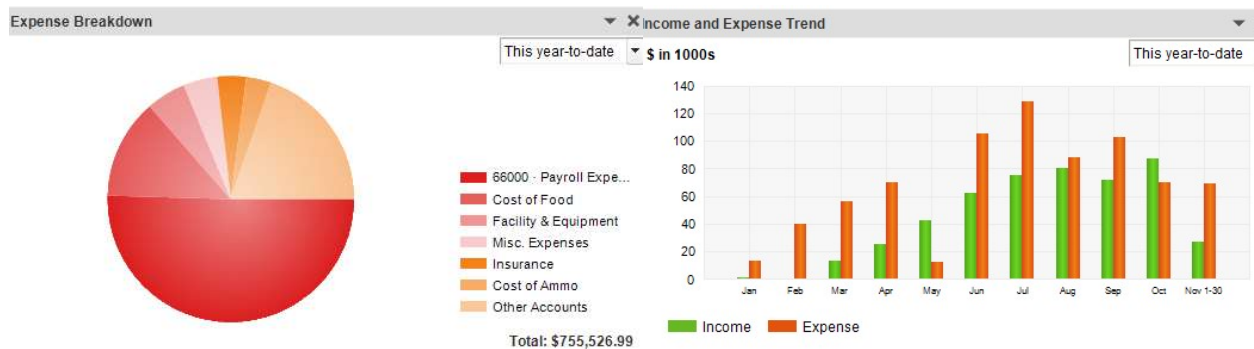 Expense Breakdown
This year-to-date
66000 · Payroll Expe...
Cost of Food
Facility & Equipment
Misc. Expenses
Insurance
Cost of Ammo
Other Accounts
Total: $755,526.99
Income and Expense Trend
$ in 1000s
This year-to-date
140
120
100
80
60
40
20
0
Jan Feb Mar Apr May Jun Jul Aug Sep Oct Nov 1-30
Income Expense